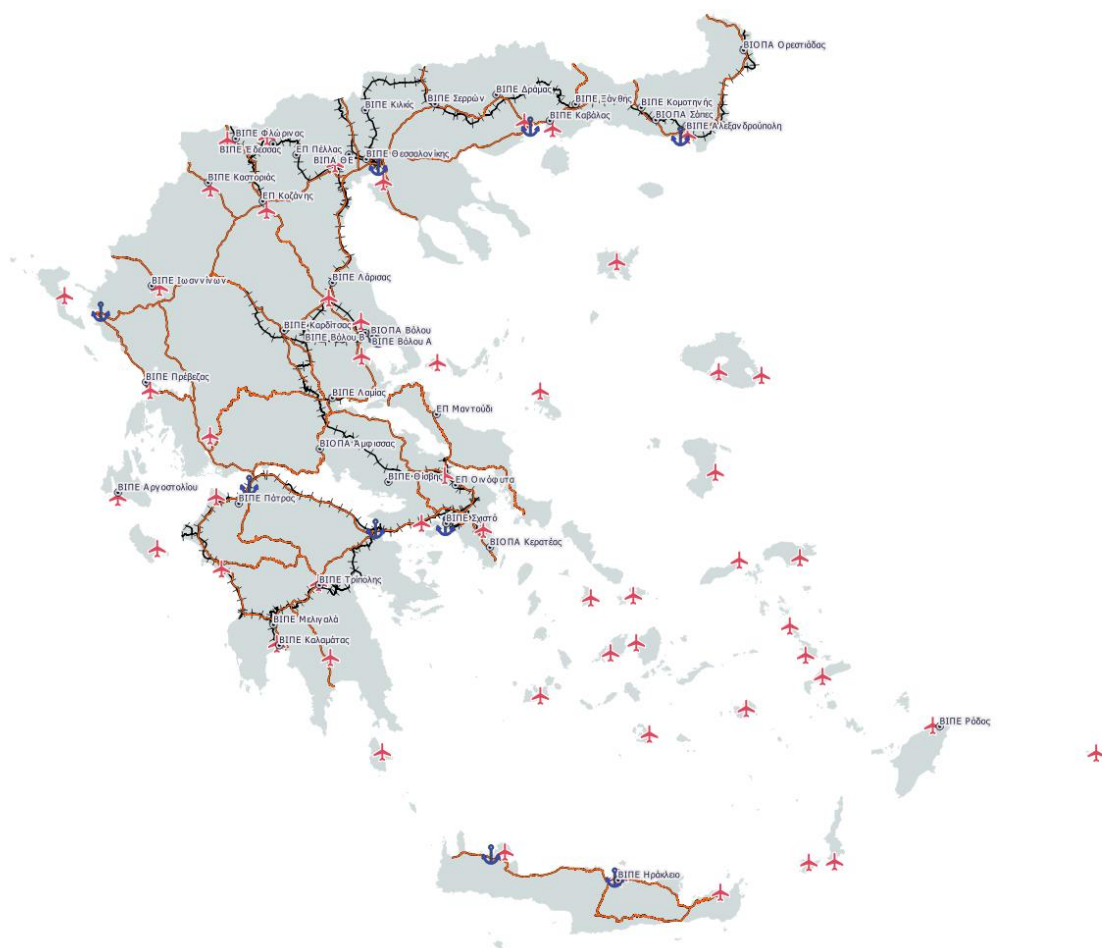 ΒΙΟΠΑ Ορεστιάδας
ΒΙΠΕ Δράμας
ΒΙΠΕ Σερρών
ΒΙΠΕ Ξάνθης
ΒΙΠΕ Κιλκίς
ΒΙΠΕ Κομοτηνής
ΒΙΟΠΑ Σάπες
ΒΙΠΕ Καβάλας
ΒΙΠΕ Αλεξανδρούπολη
ΒΙΠΕ Φλώρινας
ΒΙΠΕ Έδεσσας
ΕΠ Πέλλας
ΒΙΠΑ ΘΕ
ΒΙΠΕ Θεσσαλονίκης
ΒΙΠΕ Καστοριάς
ΕΠ Κοζάνης
ΒΙΠΕ Λάρισας
ΒΙΠΕ Ιωαννίνων
ΒΙΠΕ Καρδίτσας
ΒΙΟΠΑ Βόλου
ΒΙΠΕ Βόλου Β
ΒΙΠΕ Βόλου Α
ΒΙΠΕ Πρέβεζας
ΒΙΠΕ Λαμίας
ΕΠ Μαντούδι
ΒΙΟΠΑ Άμφισσας
ΒΙΠΕ Θίσβης
ΕΠ Οινόφυτα
ΒΙΠΕ Αργοστολίου
ΒΙΠΕ Πάτρας
ΒΙΠΕ Σχιστό
ΒΙΟΠΑ Κερατέας
ΒΙΠΕ Τρίπολης
ΒΙΠΕ Μελιγαλά
ΒΙΠΕ Καλαμάτας
ΒΙΠΕ Ρόδος
ΒΙΠΕ Ηράκλειο